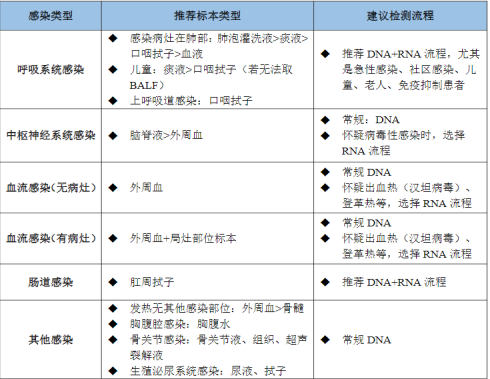 感染类型
推荐标本类型
建议检测流程
呼吸系统感染
◆ 感染病灶在肺部：肺泡灌洗液>痰液>
口咽拭子>血液
◆ 儿童：痰液>口咽拭子（若无法取
BALF）
◆ 上呼吸道感染：口咽拭子
◆ 推荐 DNA+RNA 流程，尤其
是急性感染、社区感染、儿
童、老人、免疫抑制患者
中枢神经系统感染
◆ 脑脊液>外周血
◆ 常规：DNA
◆ 怀疑病毒性感染时，选择
RNA 流程
血流感染（无病灶）
◆ 外周血
◆ 常规 DNA
◆ 怀疑出血热（汉坦病毒）、
登革热等，选择 RNA 流程
血流感染（有病灶）
◆ 外周血+局灶部位标本
◆ 常规 DNA
◆ 怀疑出血热（汉坦病毒）、
登革热等，选择 RNA 流程
肠道感染
◆ 肛周拭子
◆ 推荐 DNA+RNA 流程
其他感染
◆ 发热无其他感染部位：外周血>骨髓
◆ 胸腹腔感染：胸腹水
◆ 骨关节感染：骨关节液、组织、超声
裂解液
◆ 生殖泌尿系统感染：尿液、拭子
◆ 常规 DNA